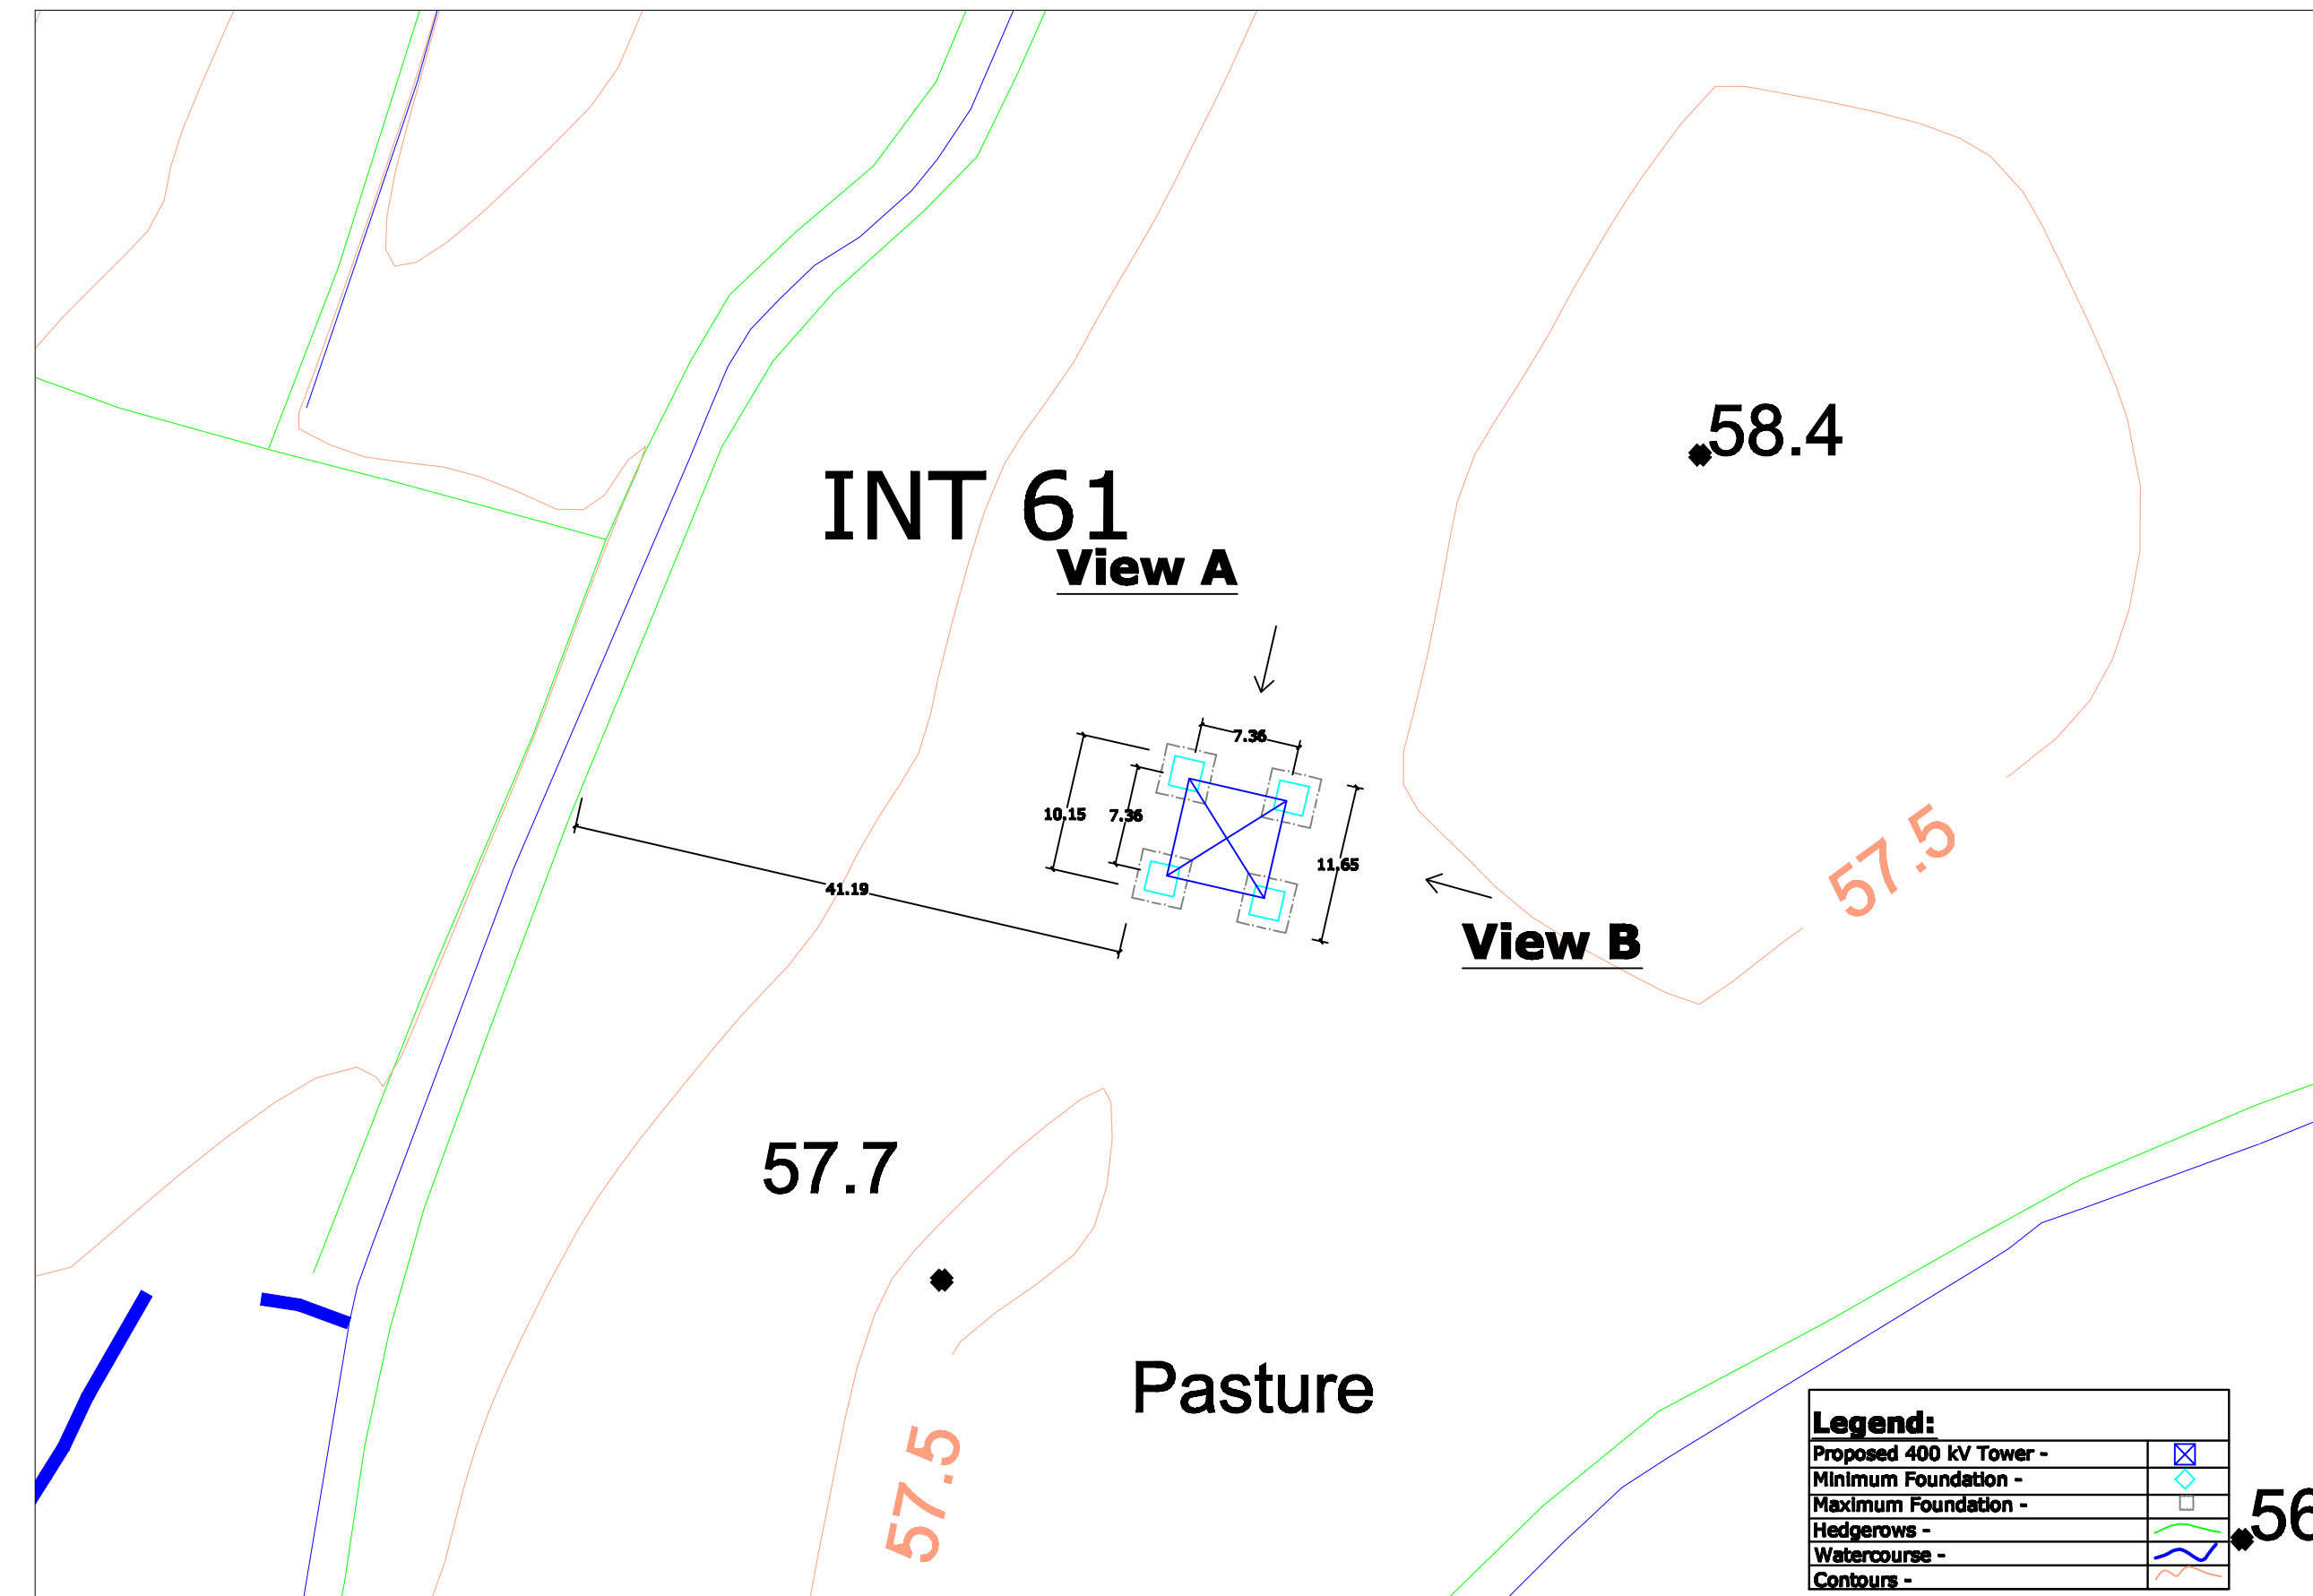 58.4
INT 61
View A
7.36
10.15
7.36
11.65
41.19
57.5
View B
57.7
Pasture
57.5
Legend:
Proposed 400 kV Tower -
Minimum Foundation -
Maximum Foundation -
Hedgerows -
Watercourse -
Contours -
56